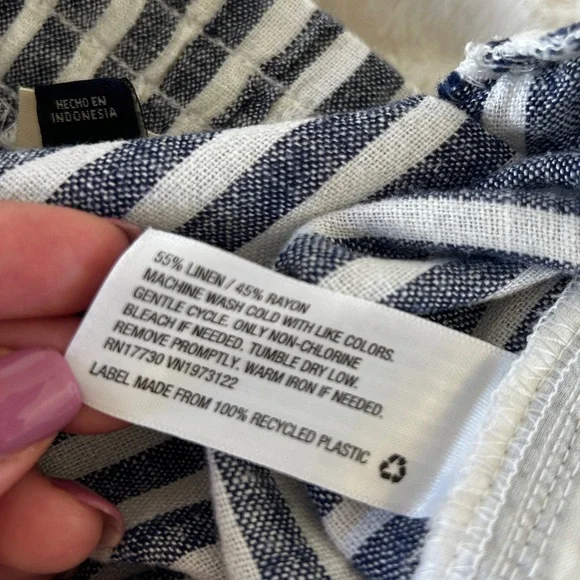 HECHO EN
INDONESIA
55% LINEN / 45% RAYON
MACHINE WASH COLD WITH LIKE COLORS.
GENTLE CYCLE. ONLY NON-CHLORINE
BLEACH IF NEEDED. TUMBLE DRY LOW.
REMOVE PROMPTLY. WARM IRON IF NEEDED.
RN17730 VN1973122
LABEL MADE FROM 100% RECYCLED PLASTIC